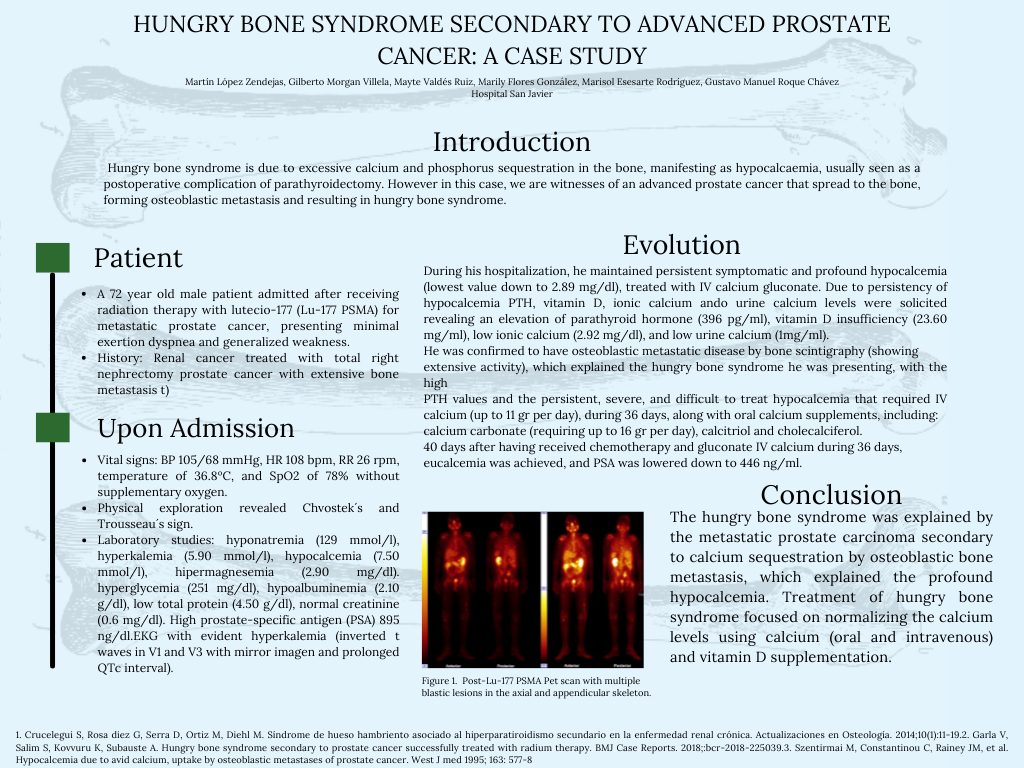 HUNGRY BONE SYNDROME SECONDARY TO ADVANCED PROSTATE
CANCER: A CASE STUDY
Martín López Zendejas, Gilberto Morgan Villela, Mayte Valdés Ruiz, Marily Flores González, Marisol Esesarte Rodríguez, Gustavo Manuel Roque Chávez
Hospital San Javier
Introduction
Hungry bone syndrome is due to excessive calcium and phosphorus sequestration in the bone, manifesting as hypocalcaemia, usually seen as a
postoperative complication of parathyroidectomy. However in this case, we are witnesses of an advanced prostate cancer that spread to the bone,
forming osteoblastic metastasis and resulting in hungry bone syndrome.
Patient
• A 72 year old male patient admitted after receiving
radiation therapy with lutecio-177 (Lu-177 PSMA) for
metastatic prostate cancer, presenting minimal
exertion dyspnea and generalized weakness.
• History: Renal cancer treated with total right
nephrectomy prostate cancer with extensive bone
metastasis t)
Upon Admission
• Vital signs: BP 105/68 mmHg, HR 108 bpm, RR 26 rpm,
temperature of 36.8ºC, and SpO2 of 78% without
supplementary oxygen.
• Physical exploration revealed Chvostek´s and
Trousseau´s sign.
• Laboratory studies: hyponatremia (129 mmol/l),
hyperkalemia (5.90 mmol/l), hypocalcemia (7.50
mmol/l), hipermagnesemia (2.90 mg/dl).
hyperglycemia (251 mg/dl), hypoalbuminemia (2.10
g/dl), low total protein (4.50 g/dl), normal creatinine
(0.6 mg/dl). High prostate-specific antigen (PSA) 895
ng/dl.EKG with evident hyperkalemia (inverted t
waves in V1 and V3 with mirror imagen and prolonged
QTc interval).
Evolution
During his hospitalization, he maintained persistent symptomatic and profound hypocalcemia
(lowest value down to 2.89 mg/dl), treated with IV calcium gluconate. Due to persistency of
hypocalcemia PTH, vitamin D, ionic calcium ando urine calcium levels were solicited
revealing an elevation of parathyroid hormone (396 pg/ml), vitamin D insufficiency (23.60
mg/ml), low ionic calcium (2.92 mg/dl), and low urine calcium (1mg/ml).
He was confirmed to have osteoblastic metastatic disease by bone scintigraphy (showing
extensive activity), which explained the hungry bone syndrome he was presenting, with the
high
PTH values and the persistent, severe, and difficult to treat hypocalcemia that required IV
calcium (up to 11 gr per day), during 36 days, along with oral calcium supplements, including:
calcium carbonate (requiring up to 16 gr per day), calcitriol and cholecalciferol.
40 days after having received chemotherapy and gluconate IV calcium during 36 days,
eucalcemia was achieved, and PSA was lowered down to 446 ng/ml.
Figure 1. Post-Lu-177 PSMA Pet scan with multiple
blastic lesions in the axial and appendicular skeleton.
Conclusion
The hungry bone syndrome was explained by
the metastatic prostate carcinoma secondary
to calcium sequestration by osteoblastic bone
metastasis, which explained the profound
hypocalcemia. Treatment of hungry bone
syndrome focused on normalizing the calcium
levels using calcium (oral and intravenous)
and vitamin D supplementation.
1. Crucelegui S, Rosa diez G, Serra D, Ortiz M, Diehl M. Síndrome de hueso hambriento asociado al hiperparatiroidismo secundario en la enfermedad renal crónica. Actualizaciones en Osteología. 2014;10(1):11-19.2. Garla V,
Salim S, Kovvuru K, Subauste A. Hungry bone syndrome secondary to prostate cancer successfully treated with radium therapy. BMJ Case Reports. 2018;:bcr-2018-225039.3. Szentirmai M, Constantinou C, Rainey JM, et al.
Hypocalcemia due to avid calcium, uptake by osteoblastic metastases of prostate cancer. West J med 1995; 163: 577-8